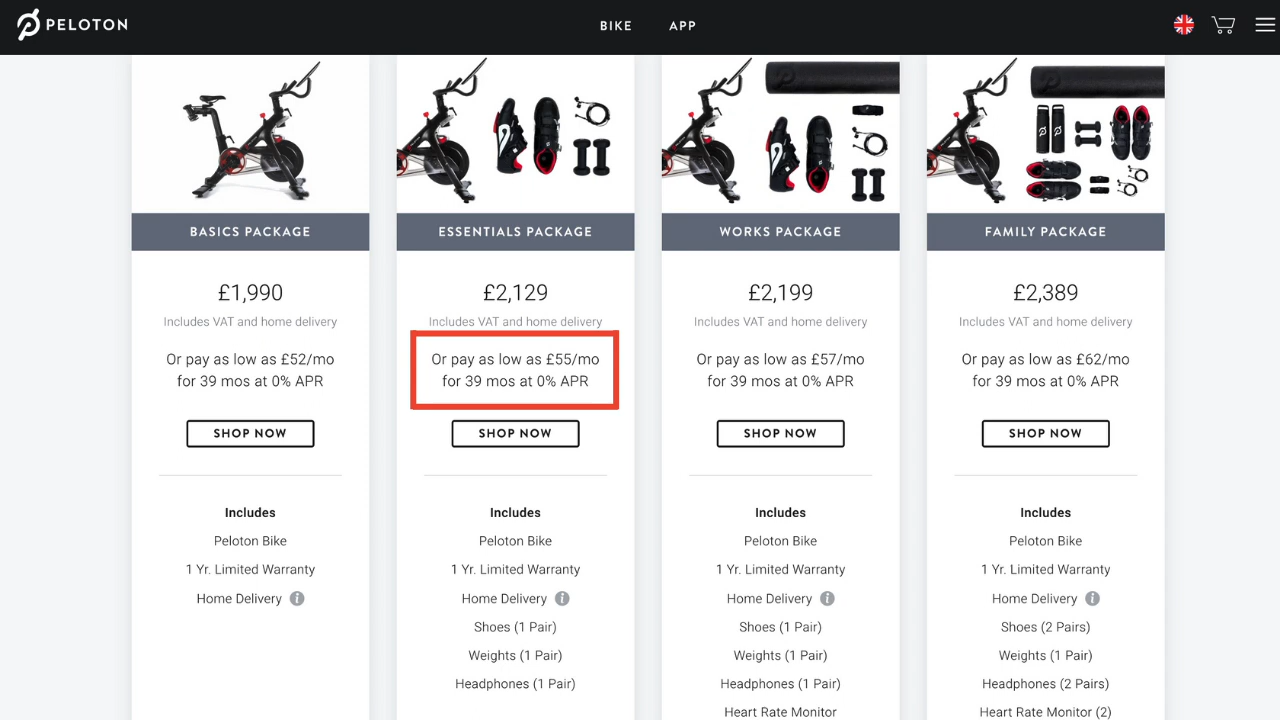 PELOTON
BIKE
APP
BASICS PACKAGE
£1,990
Includes VAT and home delivery
Or pay as low as £52/mo
for 39 mos at 0% APR
SHOP NOW
Includes
Peloton Bike
1 Yr. Limited Warranty
Home Delivery
ESSENTIALS PACKAGE
£2,129
Includes VAT and home delivery
Or pay as low as £55/mo
for 39 mos at 0% APR
SHOP NOW
Includes
Peloton Bike
1 Yr. Limited Warranty
Home Delivery
Shoes (1 Pair)
Weights (1 Pair)
Headphones (1 Pair)
WORKS PACKAGE
£2,199
Includes VAT and home delivery
Or pay as low as £57/mo
for 39 mos at 0% APR
SHOP NOW
Includes
Peloton Bike
1 Yr. Limited Warranty
Home Delivery
Shoes (1 Pair)
Weights (1 Pair)
Headphones (1 Pair)
Heart Rate Monitor
FAMILY PACKAGE
£2,389
Includes VAT and home delivery
Or pay as low as £62/mo
for 39 mos at 0% APR
SHOP NOW
Includes
Peloton Bike
1 Yr. Limited Warranty
Home Delivery
Shoes (2 Pairs)
Weights (1 Pair)
Headphones (2 Pairs)
Heart Rate Monitor (2)